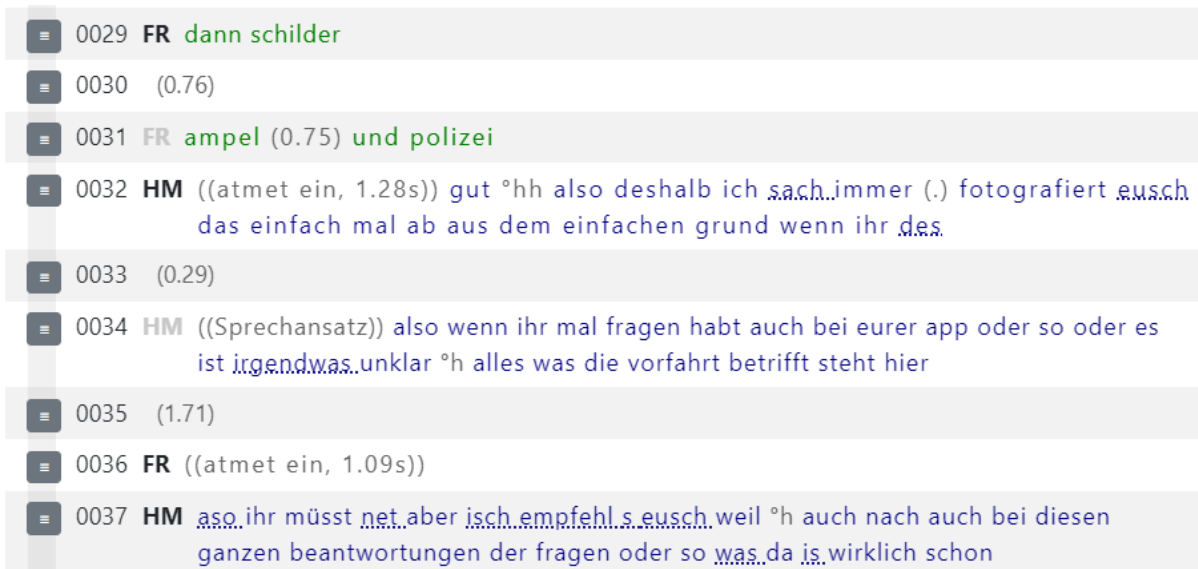 0029 FR dann schilder
0030 (0.76)
0031 FR ampel (0.75) und polizei
0032 HM ((atmet ein, 1.28s)) gut °hh also deshalb ich sach immer (.) fotografiert eusch
das einfach mal ab aus dem einfachen grund wenn ihr des
0033 (0.29)
0034 HM ((Sprechansatz)) also wenn ihr mal fragen habt auch bei eurer app oder so oder es
ist irgendwas unklar °h alles was die vorfahrt betrifft steht hier
0035 (1.71)
0036 FR ((atmet ein, 1.09s))
0037 HM aso ihr müsst net aber isch empfehl s eusch weil °h auch nach auch bei diesen
ganzen beantwortungen der fragen oder so was da is wirklich schon